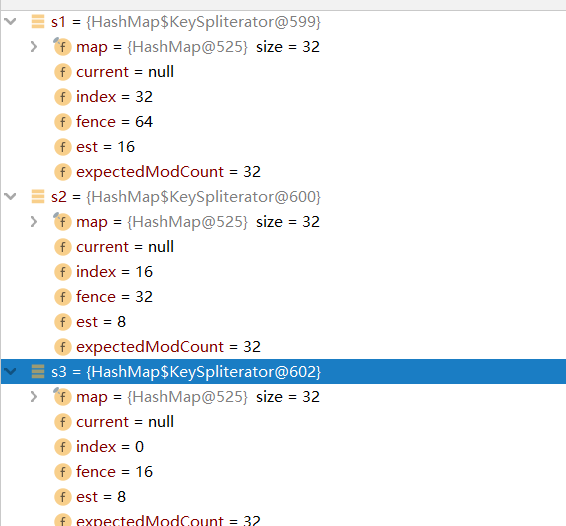 s1 = {HashMap$KeySpliterator@599}
map = {HashMap@525} size = 32
current = null
index = 32
fence = 64
est = 16
expectedModCount = 32
s2 = {HashMap$KeySpliterator@600}
map = {HashMap@525} size = 32
current = null
index = 16
fence = 32
est = 8
expectedModCount = 32
s3 = {HashMap$KeySpliterator@602}
map = {HashMap@525} size = 32
current = null
index = 0
fence = 16
est = 8
expectedModCount = 32